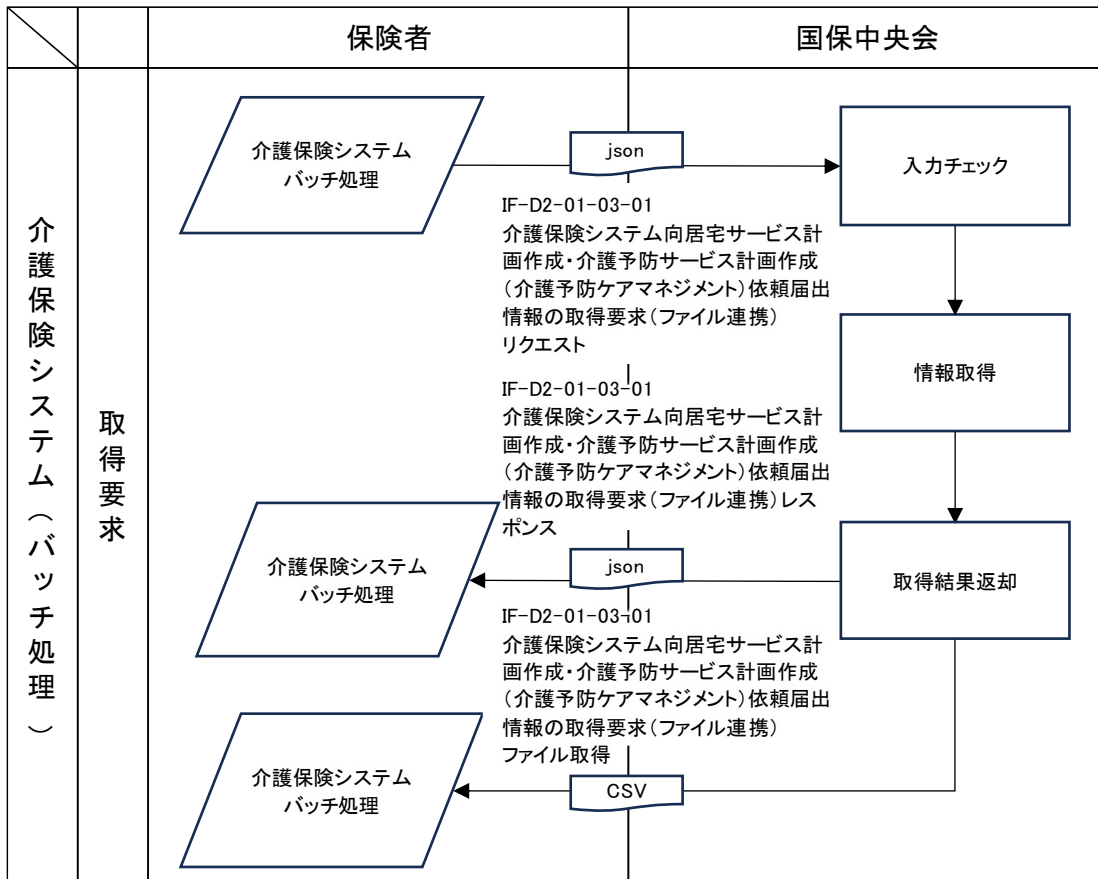 保険者
国保中央会
介護保険システム（バッチ処理）
取得要求
介護保険システム
バッチ処理
json
入力チェック
IF-D2-01-03-01
介護保険システム向居宅サービス計
画作成・介護予防サービス計画作成
（介護予防ケアマネジメント）依頼届出
情報の取得要求（ファイル連携）
リクエスト
情報取得
IF-D2-01-03-01
介護保険システム向居宅サービス計
画作成・介護予防サービス計画作成
（介護予防ケアマネジメント）依頼届出
情報の取得要求（ファイル連携）レス
ポンス
介護保険システム
バッチ処理
json
取得結果返却
IF-D2-01-03-01
介護保険システム向居宅サービス計
画作成・介護予防サービス計画作成
（介護予防ケアマネジメント）依頼届出
情報の取得要求（ファイル連携）
ファイル取得
介護保険システム
バッチ処理
CSV